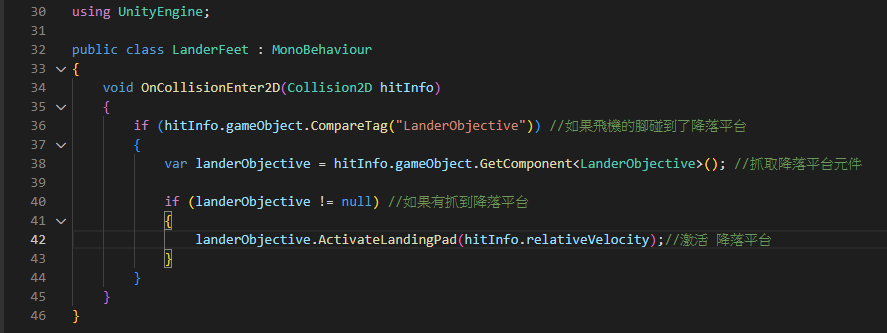 30 using UnityEngine;
31
32 public class LanderFeet : MonoBehaviour
33 {
34 void OnCollisionEnter2D(Collision2D hitInfo)
35 {
36 if (hitInfo.gameObject.CompareTag("LanderObjective")) //如果飛機的腳碰到了降落平台
37 {
38 var landerObjective = hitInfo.gameObject.GetComponent<LanderObjective>(); //抓取降落平台元件
39
40 if (landerObjective != null) //如果有抓到降落平台
41 {
42 landerObjective.ActivateLandingPad(hitInfo.relativeVelocity);//激活 降落平台
43 }
44 }
45 }
46 }